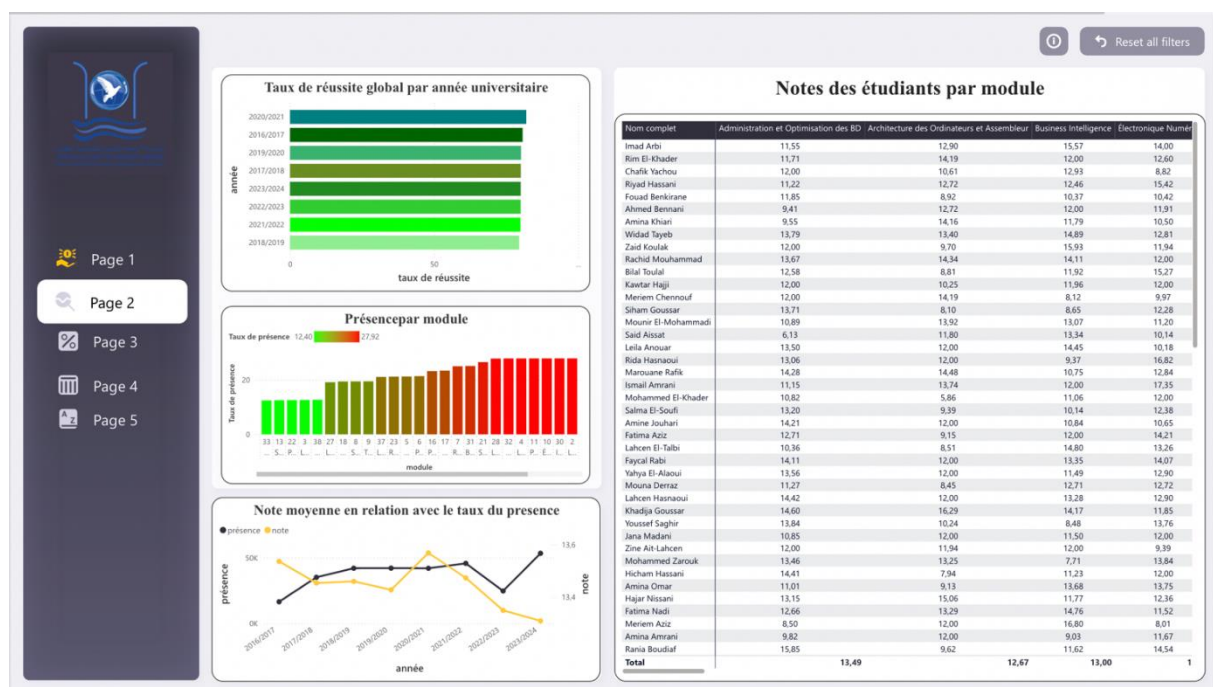 Reset all filters
Page 1
Page 2
Page 3
Page 4
Page 5
Taux de réussite global par année universitaire
année
2020/2021
2016/2017
2019/2020
2017/2018
2023/2024
2022/2023
2021/2022
2018/2019
0 50 ...
taux de réussite
Présencepar module
Taux de présence 12,40 27,92
Taux de présence
20
0
33 13 22 3 38 27 18 8 9 37 23 5 6 16 17 7 31 21 28 32 4 11 10 30 2
... S... P... L... ... L... ... S... T... L... R... ... P... P... ... R... B... S... L... ... L... P... É... I... L...
module
Note moyenne en relation avec le taux du presence
présence note
présence
50K
0K
13,6
13,4
note
2016/2017 2017/2018 2018/2019 2019/2020 2020/2021 2021/2022 2022/2023 2023/2024
année
Notes des étudiants par module
Nom complet Administration et Optimisation des BD Architecture des Ordinateurs et Assembleur Business Intelligence Électronique Numér
Imad Arbi 11,55 12,90 15,57 14,00
Rim El-Khader 11,71 14,19 12,00 12,60
Chafik Yachou 12,00 10,61 12,93 8,82
Riyad Hassani 11,22 12,72 12,46 15,42
Fouad Benkirane 11,85 8,92 10,37 10,42
Ahmed Bennani 9,41 12,72 12,00 11,91
Amina Khiari 9,55 14,16 11,79 10,50
Widad Tayeb 13,79 13,40 14,89 12,81
Zaid Koulak 12,00 9,70 15,93 11,94
Rachid Mouhammad 13,67 14,34 14,11 12,00
Bilal Toulal 12,58 8,81 11,92 15,27
Kawtar Hajji 12,00 10,25 11,96 12,00
Meriem Chennouf 12,00 14,19 8,12 9,97
Siham Goussar 13,71 8,10 8,65 12,28
Mounir El-Mohammadi 10,89 13,92 13,07 11,20
Said Aissat 6,13 11,80 13,34 10,14
Leila Anouar 13,50 12,00 14,45 10,18
Rida Hasnaoui 13,06 12,00 9,37 16,82
Marouane Rafik 14,28 14,48 10,75 12,84
Ismail Amrani 11,15 13,74 12,00 17,35
Mohammed El-Khader 10,82 5,86 11,06 12,00
Salma El-Soufi 13,20 9,39 10,14 12,38
Amine Jouhari 14,21 12,00 10,84 10,65
Fatima Aziz 12,71 9,15 12,00 14,21
Lahcen El-Talbi 10,36 8,51 14,80 13,26
Fayçal Rabi 14,11 12,00 13,35 14,07
Yahya El-Alaoui 13,56 12,00 11,49 12,90
Mouna Derraz 11,27 8,45 12,71 12,72
Lahcen Hasnaoui 14,42 12,00 13,28 12,90
Khadija Goussar 14,60 16,29 14,17 11,85
Youssef Saghir 13,84 10,24 8,48 13,76
Jana Madani 10,85 12,00 11,50 12,00
Zine Ait-Lahcen 12,00 11,94 12,00 9,39
Mohammed Zarouk 13,46 13,25 7,71 13,84
Hicham Hassani 14,41 7,94 11,23 12,00
Amina Omar 11,01 9,13 13,68 13,75
Hajar Nissani 13,15 15,06 11,77 12,36
Fatima Nadi 12,66 13,29 14,76 11,52
Meriem Aziz 8,50 12,00 16,80 8,01
Amina Amrani 9,82 12,00 9,03 11,67
Rania Boudiaf 15,85 9,62 11,62 14,54
Total 13,49 12,67 13,00 1